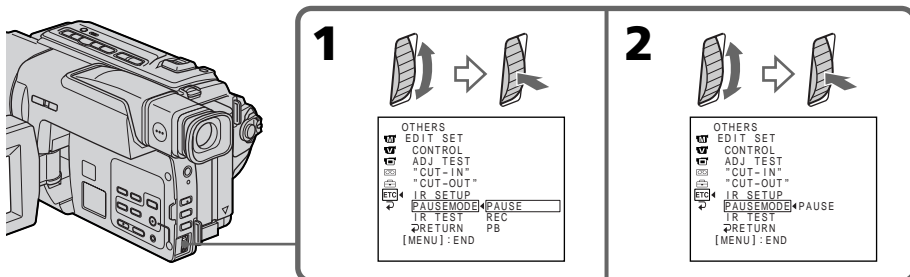 1
OTHERS
EDIT SET
CONTROL
ADJ TEST
"CUT-IN"
"CUT-OUT"
ETC IR SETUP
PAUSEMODE PAUSE
IR TEST REC
RETURN PB
[MENU] : END
2
OTHERS
EDIT SET
CONTROL
ADJ TEST
"CUT-IN"
"CUT-OUT"
ETC IR SETUP
PAUSEMODE PAUSE
IR TEST
RETURN
[MENU] : END